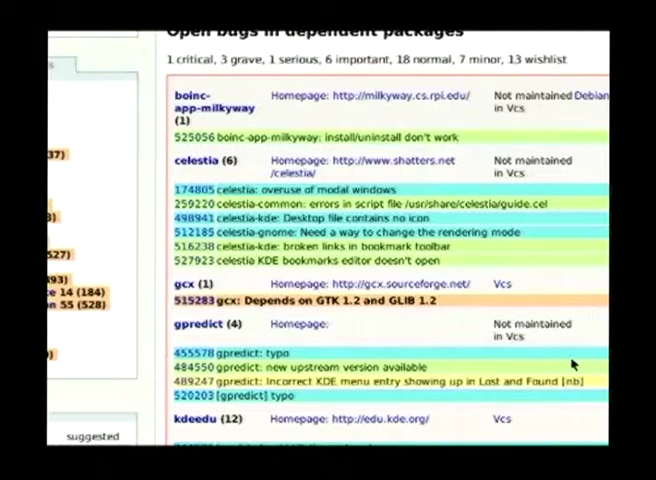 Open bugs in dependent packages
1 critical, 3 grave, 1 serious, 6 important, 18 normal, 7 minor, 13 wishlist
boinc-
app-milkyway
(1)
Homepage: http://milkyway.cs.rpi.edu/
Not maintained
in Vcs
Debian
525056 boinc-app-milkyway: install/uninstall don't work
celestia (6)
Homepage: http://www.shatters.net
/celestia/
Not maintained
in Vcs
174805 celestia: overuse of modal windows
259220 celestia-common: errors in script file /usr/share/celestia/guide.cel
498941 celestia-kde: Desktop file contains no icon
512185 celestia-gnome: Need a way to change the rendering mode
516238 celestia-kde: broken links in bookmark toolbar
527923 celestia KDE bookmarks editor doesn't open
gcx (1)
Homepage: http://gcx.sourceforge.net/
Vcs
515283 gcx: Depends on GTK 1.2 and GLIB 1.2
gpredict (4)
Homepage:
Not maintained
in Vcs
455578 gpredict: typo
484550 gpredict: new upstream version available
489247 gpredict: Incorrect KDE menu entry showing up in Lost and Found [nb]
520203 [gpredict] typo
kdeedu (12)
Homepage: http://edu.kde.org/
Vcs
37)
527)
493)
14 (184)
55 (528)
suggested